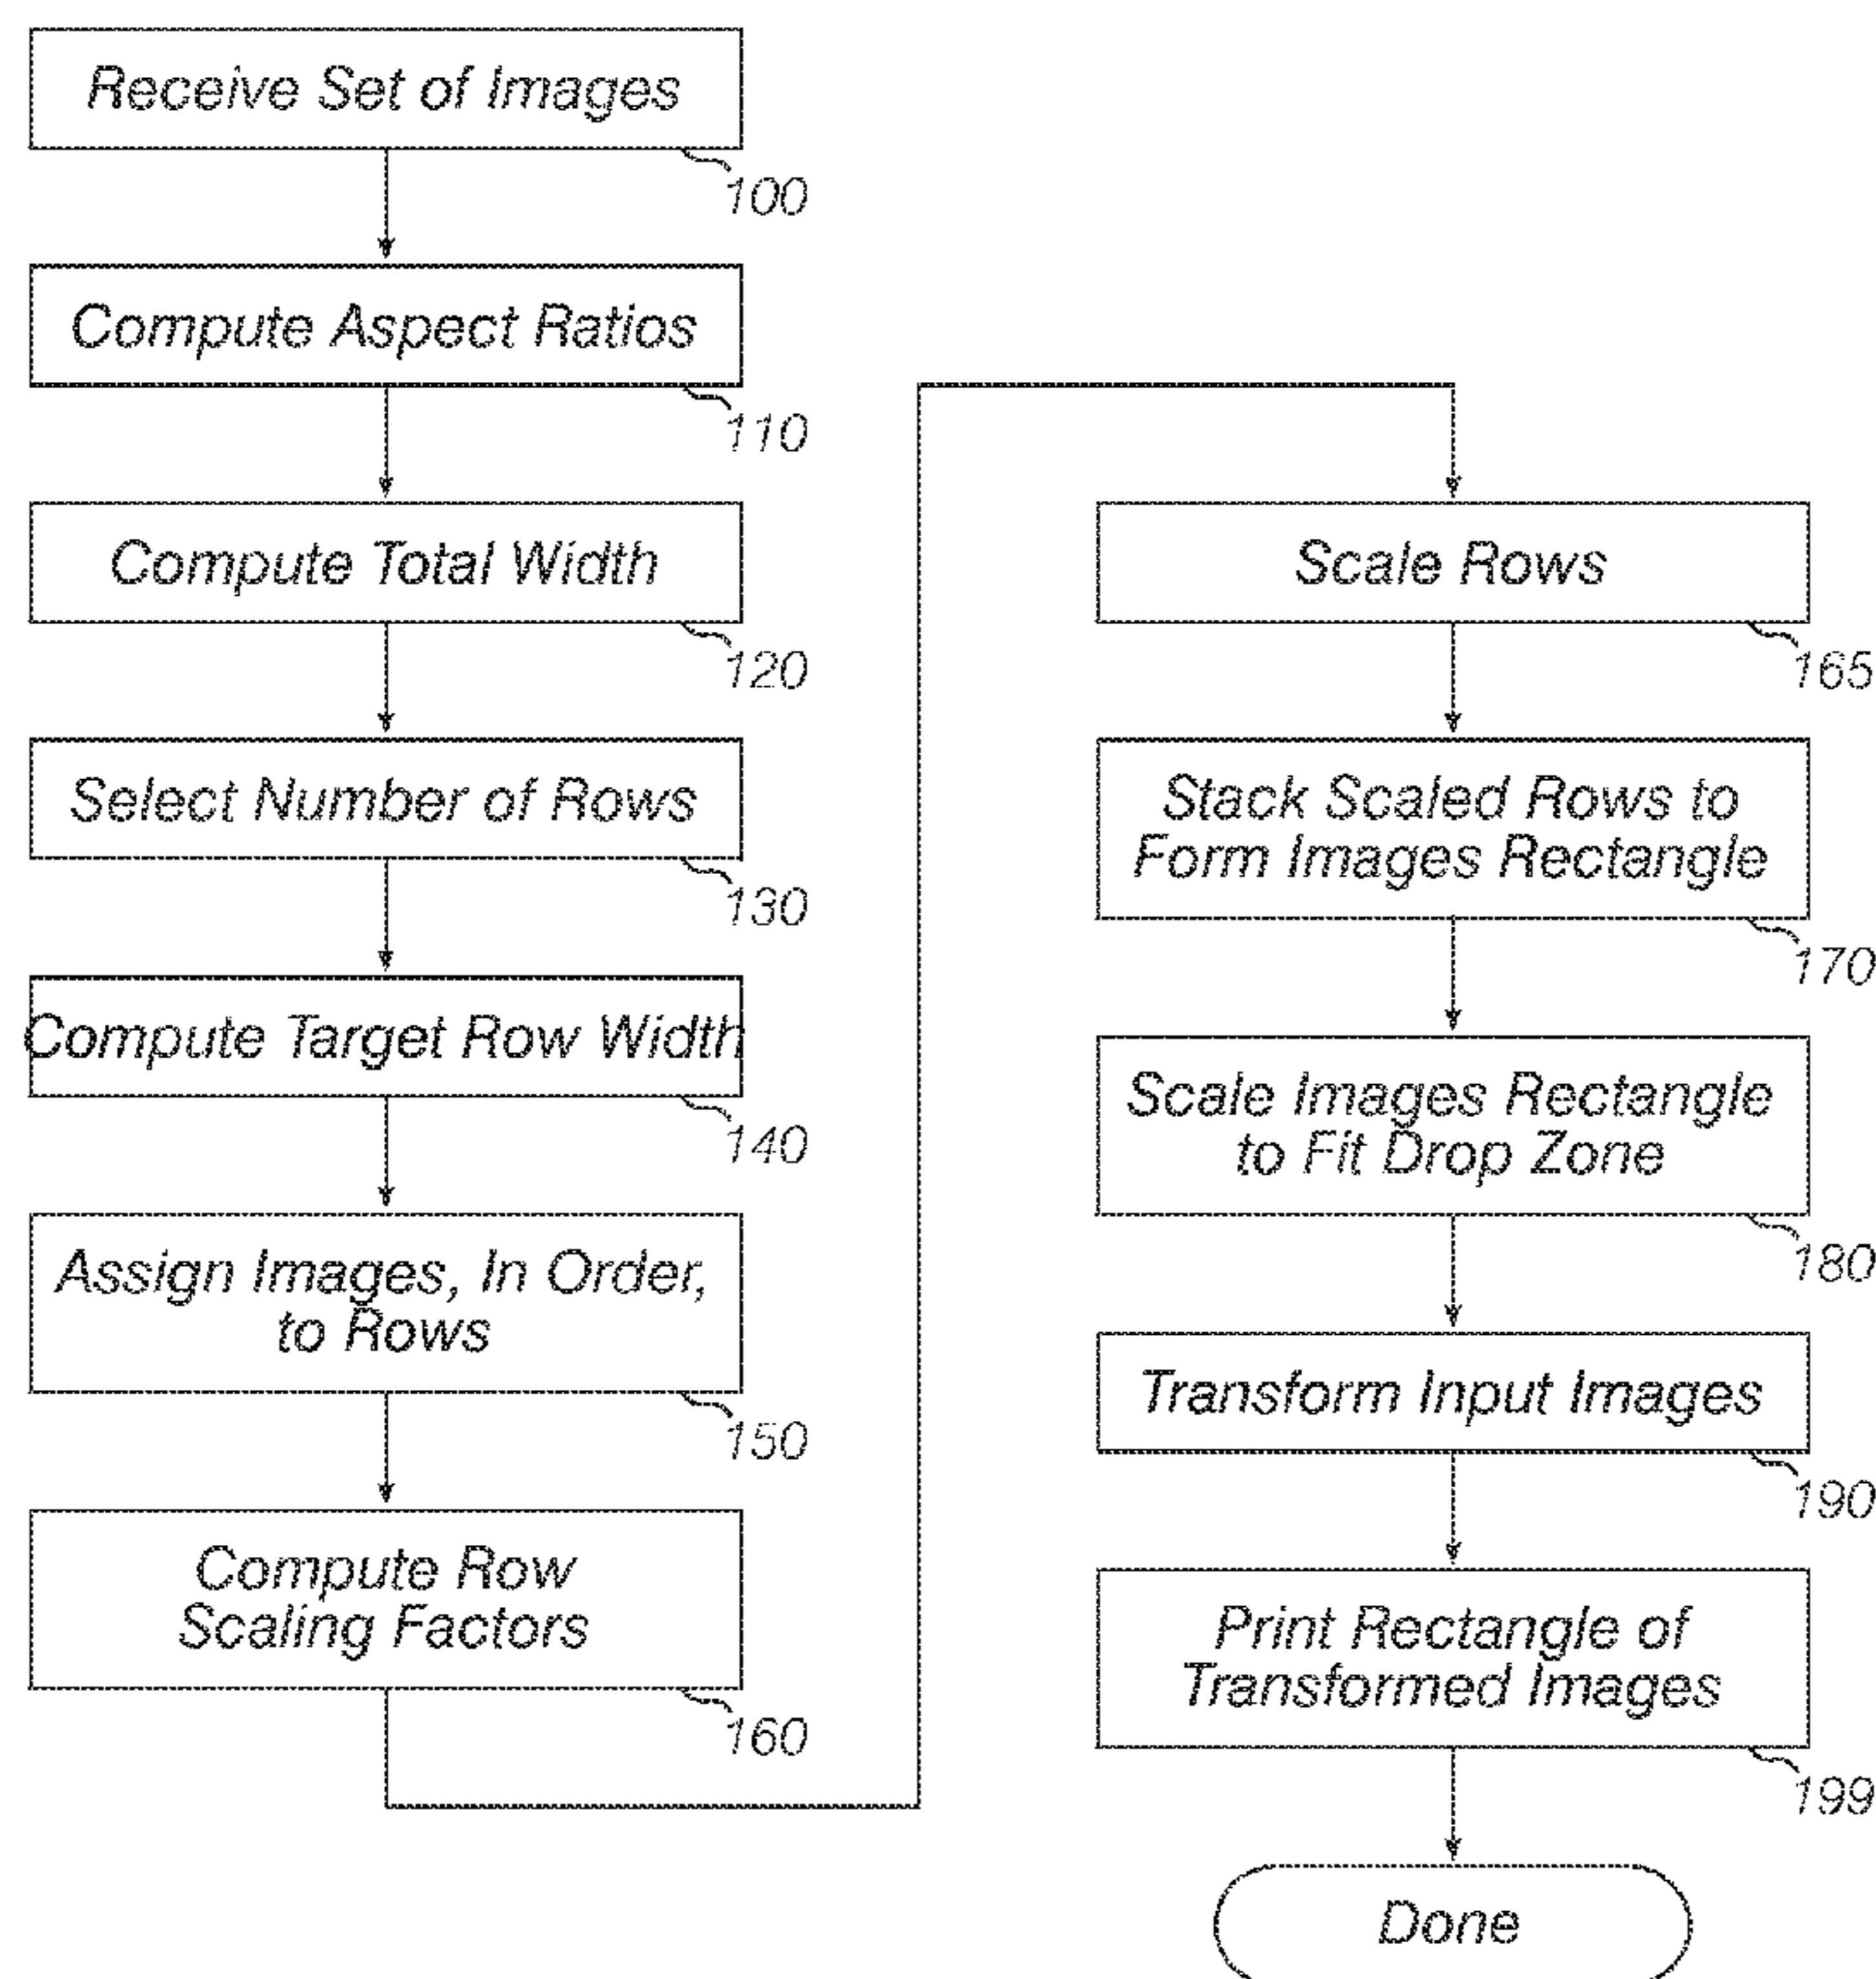 Receive Set of Images
100
Compute Aspect Ratios
110
Compute Total Width
120
Select Number of Rows
130
Compute Target Row Width
140
Assign Images, In Order,
to Rows
150
Compute Row
Scaling Factors
160
Scale Rows
165
Stack Scaled Rows to
Form Images Rectangle
170
Scale Images Rectangle
to Fit Drop Zone
180
Transform Input Images
190
Print Rectangle of
Transformed Images
199
Done